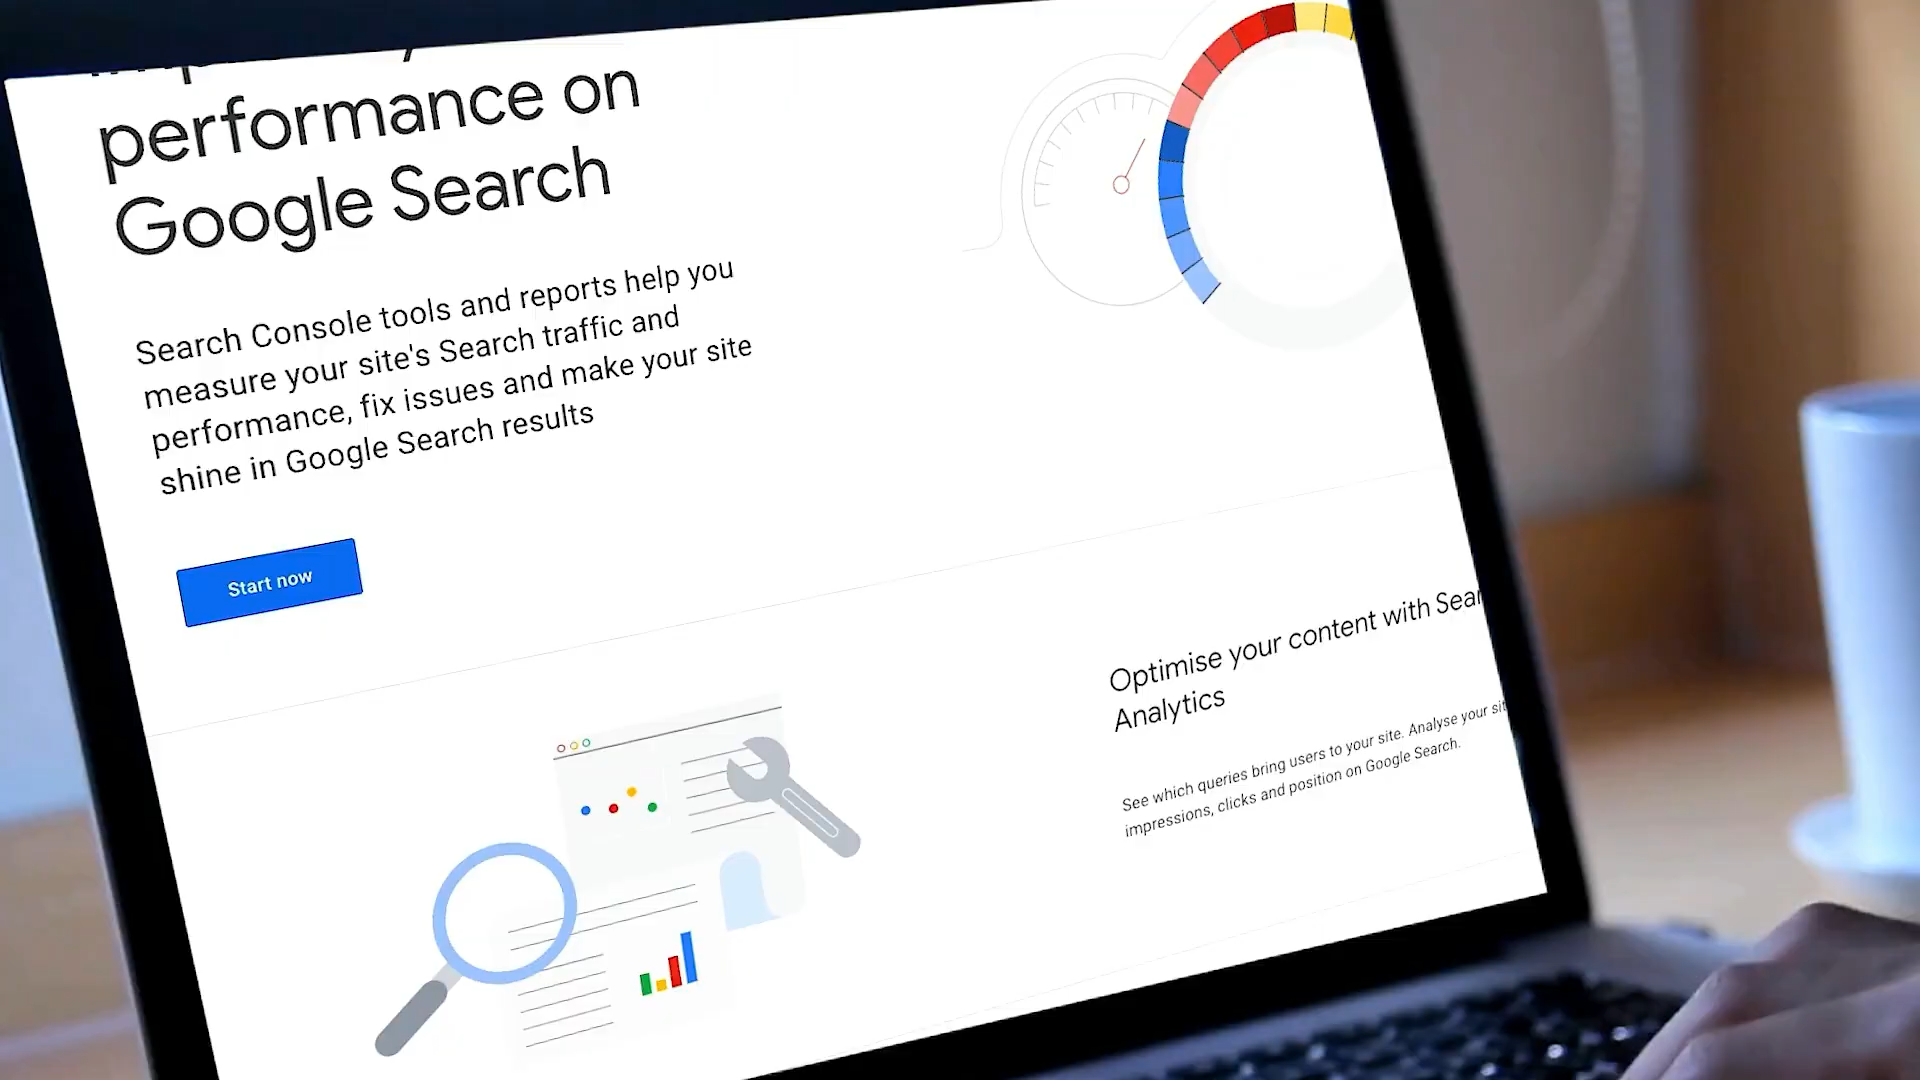 performance on
Google Search
Search Console tools and reports help you
measure your site's Search traffic and
performance, fix issues and make your site
shine in Google Search results
Start now
Optimise your content with Sear
Analytics
See which queries bring users to your site. Analyse your sit
impressions, clicks and position on Google Search.